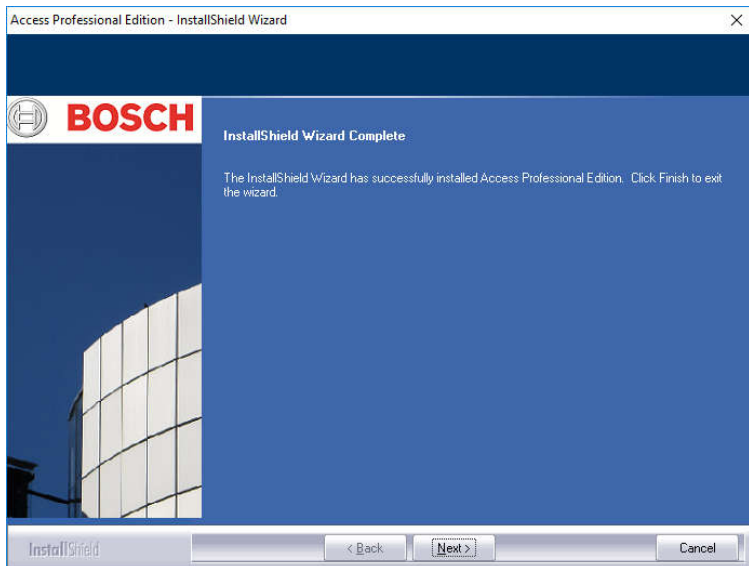 Access Professional Edition - InstallShield Wizard
BOSCH
InstallShield Wizard Complete
The InstallShield Wizard has successfully installed Access Professional Edition. Click Finish to exit
the wizard.
InstallShield
< Back
Next >
Cancel